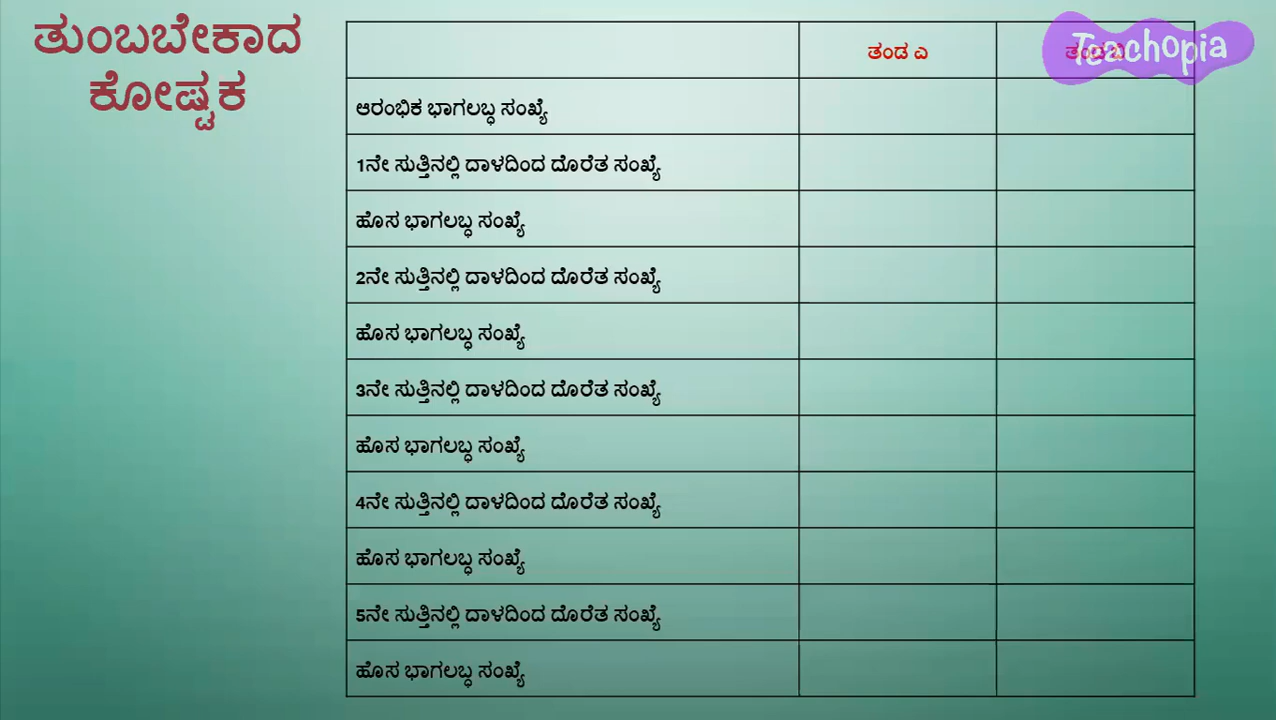 ತುಂಬಬೇಕಾದ
ಕೋಷ್ಟಕ
ತಂಡ ಎ
ತಂಡ ಬಿ
Teachopia
ಆರಂಭಿಕ ಭಾಗಲಬ್ಧ ಸಂಖ್ಯೆ
1ನೇ ಸುತ್ತಿನಲ್ಲಿ ದಾಳದಿಂದ ದೊರೆತ ಸಂಖ್ಯೆ
ಹೊಸ ಭಾಗಲಬ್ಧ ಸಂಖ್ಯೆ
2ನೇ ಸುತ್ತಿನಲ್ಲಿ ದಾಳದಿಂದ ದೊರೆತ ಸಂಖ್ಯೆ
ಹೊಸ ಭಾಗಲಬ್ಧ ಸಂಖ್ಯೆ
3ನೇ ಸುತ್ತಿನಲ್ಲಿ ದಾಳದಿಂದ ದೊರೆತ ಸಂಖ್ಯೆ
ಹೊಸ ಭಾಗಲಬ್ಧ ಸಂಖ್ಯೆ
4ನೇ ಸುತ್ತಿನಲ್ಲಿ ದಾಳದಿಂದ ದೊರೆತ ಸಂಖ್ಯೆ
ಹೊಸ ಭಾಗಲಬ್ಧ ಸಂಖ್ಯೆ
5ನೇ ಸುತ್ತಿನಲ್ಲಿ ದಾಳದಿಂದ ದೊರೆತ ಸಂಖ್ಯೆ
ಹೊಸ ಭಾಗಲಬ್ಧ ಸಂಖ್ಯೆ